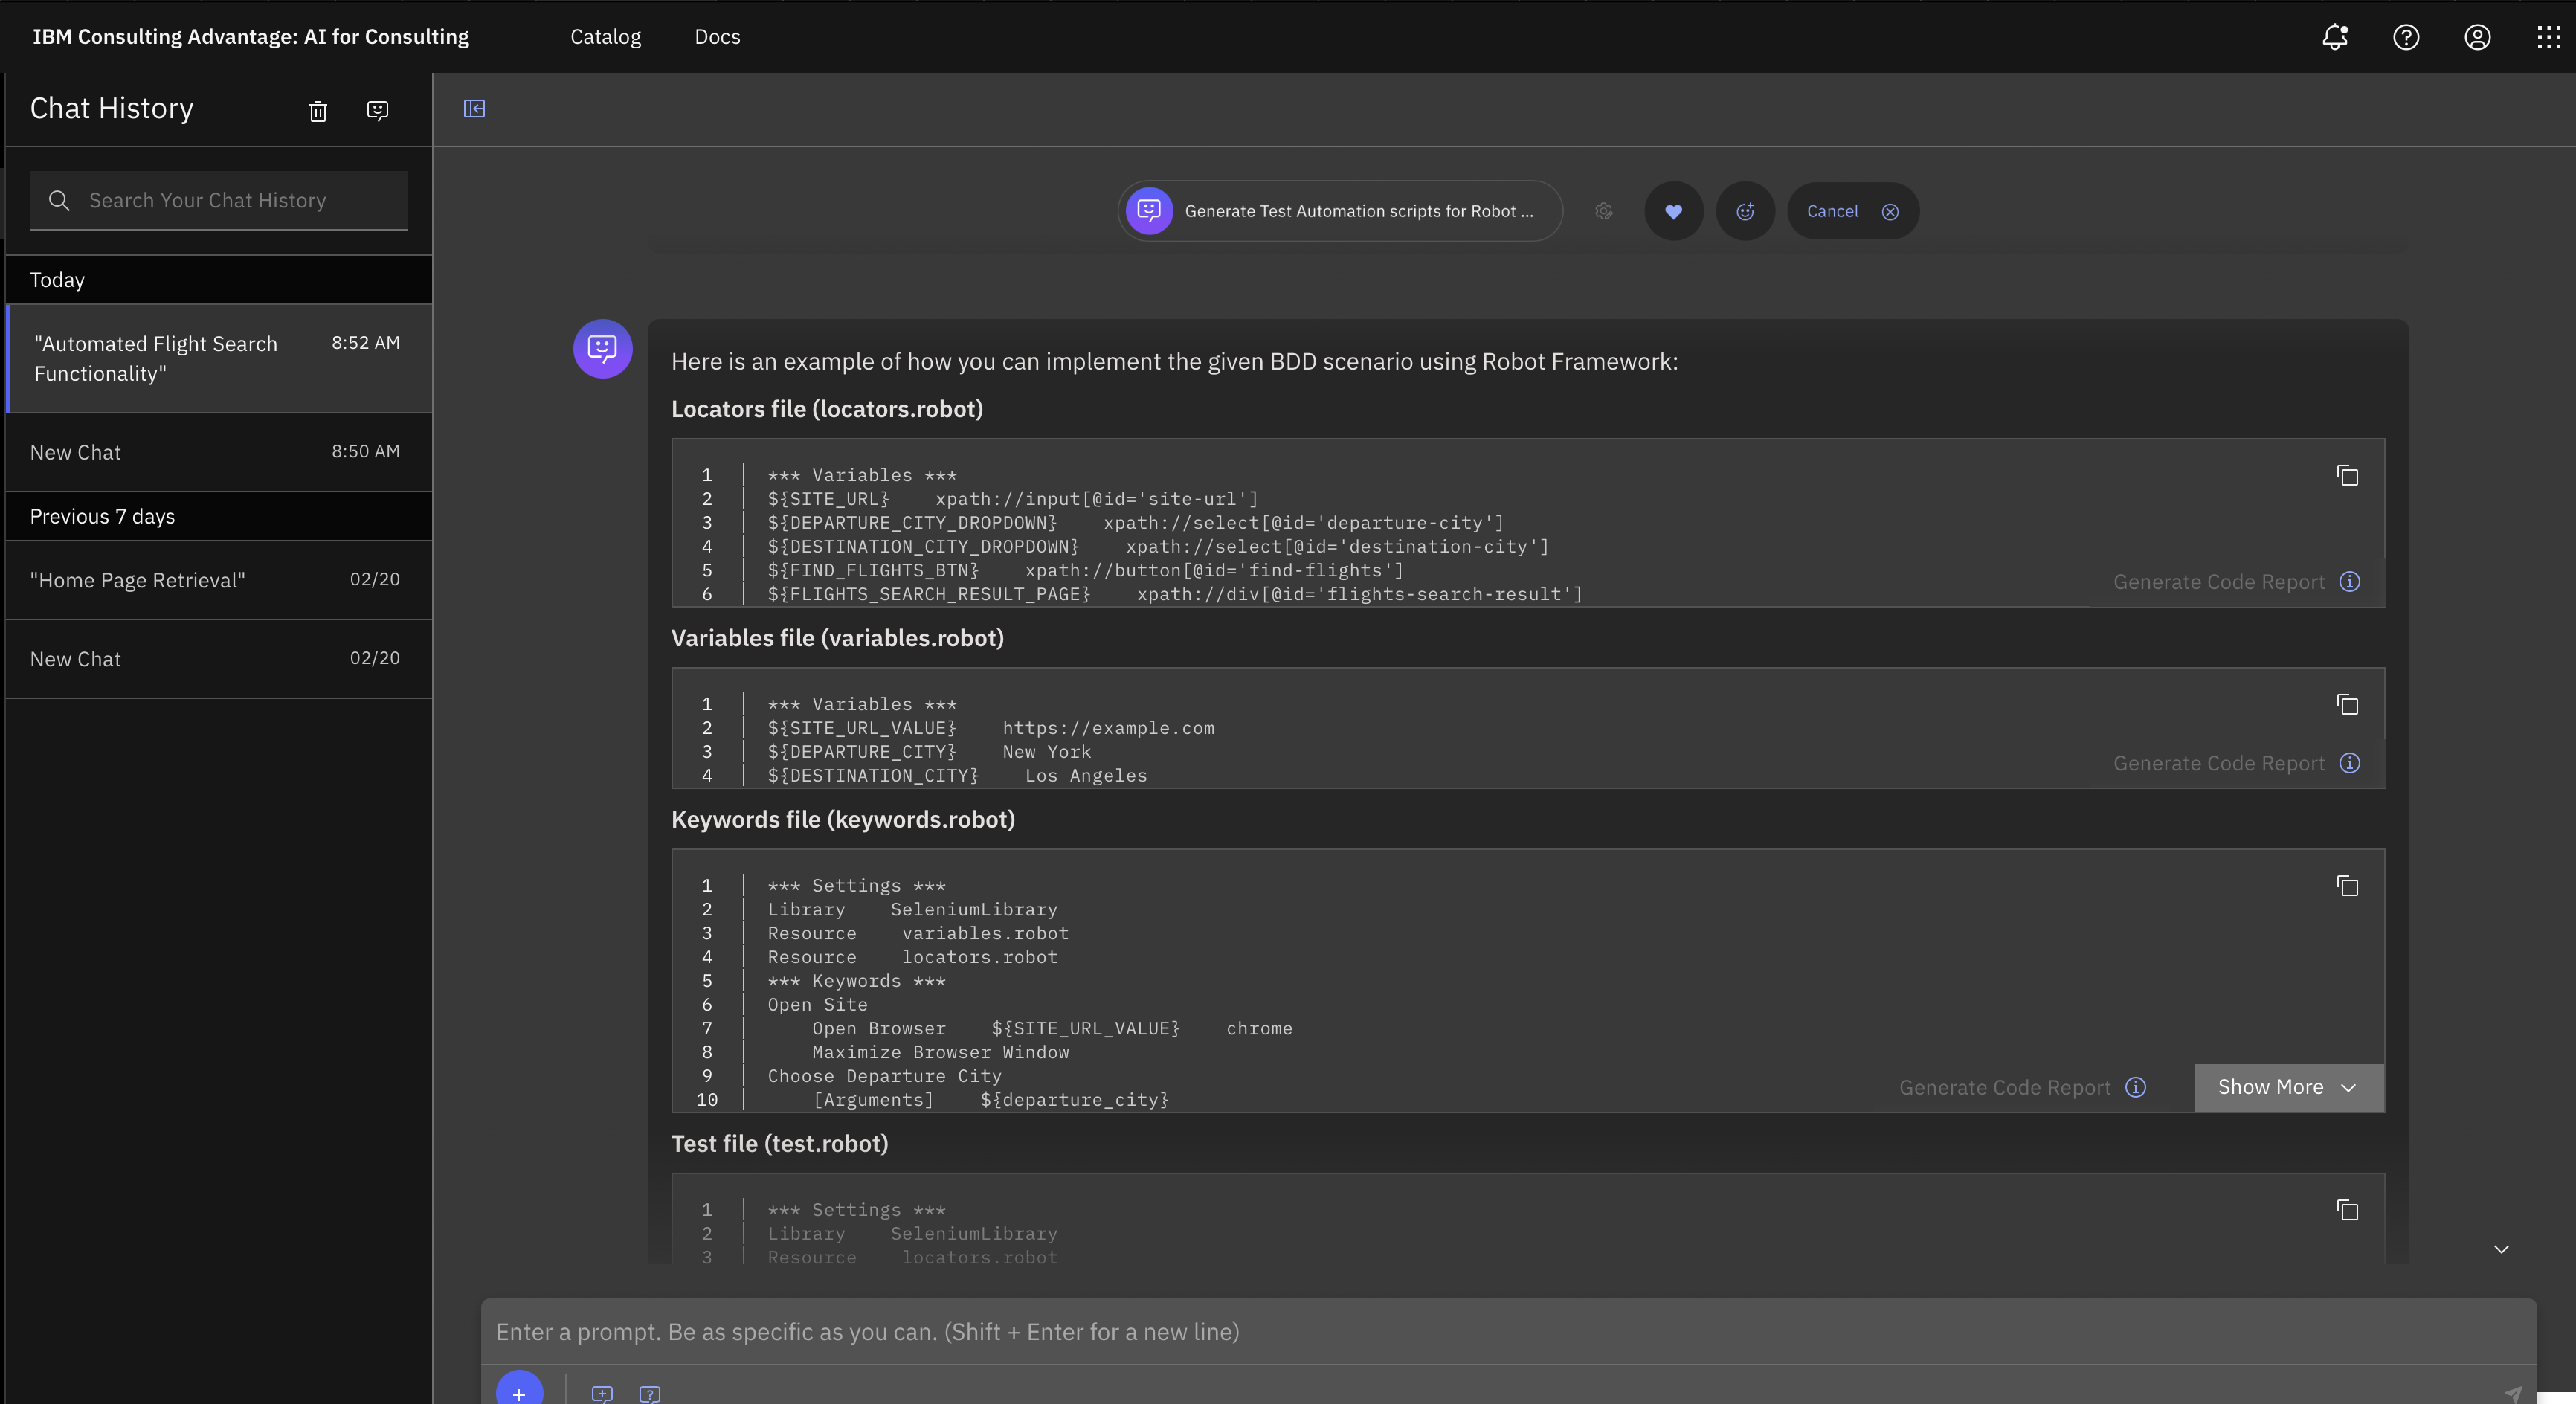 IBM Consulting Advantage: AI for Consulting
Catalog
Docs
Chat History
Search Your Chat History
Today
"Automated Flight Search
Functionality"
8:52 AM
New Chat
8:50 AM
Previous 7 days
"Home Page Retrieval"
02/20
New Chat
02/20
Generate Test Automation scripts for Robot ...
Cancel
Here is an example of how you can implement the given BDD scenario using Robot Framework:
Locators file (locators.robot)
1 *** Variables ***
2 ${SITE_URL}    xpath://input[@id='site-url']
3 ${DEPARTURE_CITY_DROPDOWN}    xpath://select[@id='departure-city']
4 ${DESTINATION_CITY_DROPDOWN}    xpath://select[@id='destination-city']
5 ${FIND_FLIGHTS_BTN}    xpath://button[@id='find-flights']
6 ${FLIGHTS_SEARCH_RESULT_PAGE}    xpath://div[@id='flights-search-result']
Generate Code Report
Variables file (variables.robot)
1 *** Variables ***
2 ${SITE_URL_VALUE}    https://example.com
3 ${DEPARTURE_CITY}    New York
4 ${DESTINATION_CITY}    Los Angeles
Generate Code Report
Keywords file (keywords.robot)
1 *** Settings ***
2 Library    SeleniumLibrary
3 Resource    variables.robot
4 Resource    locators.robot
5 *** Keywords ***
6 Open Site
7     Open Browser    ${SITE_URL_VALUE}    chrome
8     Maximize Browser Window
9 Choose Departure City
10     [Arguments]    ${departure_city}
Generate Code Report
Show More
Test file (test.robot)
1 *** Settings ***
2 Library    SeleniumLibrary
3 Resource    locators.robot
Enter a prompt. Be as specific as you can. (Shift + Enter for a new line)